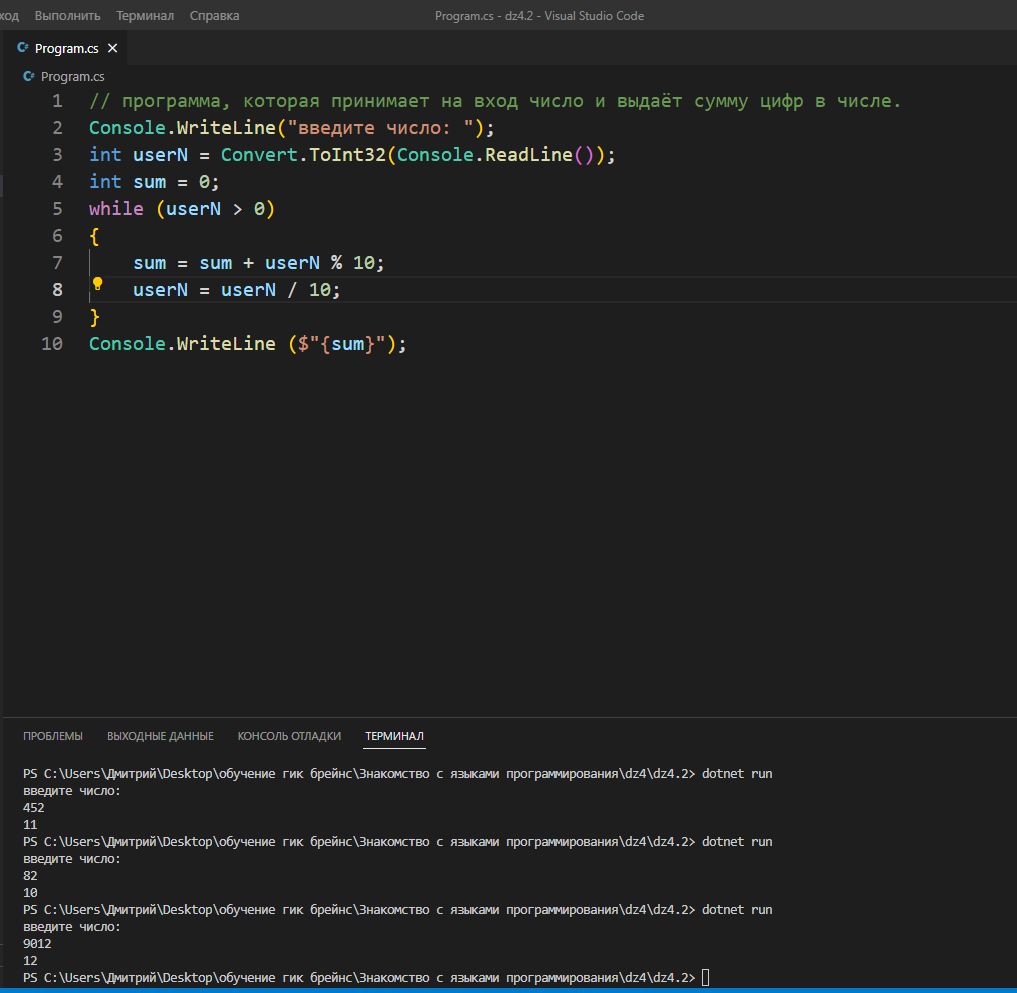 ход Выполнить Терминал Справка Program.cs - dz4.2 - Visual Studio Code
C# Program.cs ✕
C# Program.cs
1 // программа, которая принимает на вход число и выдаёт сумму цифр в числе.
2 Console.WriteLine("введите число: ");
3 int userN = Convert.ToInt32(Console.ReadLine());
4 int sum = 0;
5 while (userN > 0)
6 {
7 sum = sum + userN % 10;
8 userN = userN / 10;
9 }
10 Console.WriteLine ($"{sum}");
ПРОБЛЕМЫ ВЫХОДНЫЕ ДАННЫЕ КОНСОЛЬ ОТЛАДКИ ТЕРМИНАЛ
PS C:\Users\Дмитрий\Desktop\обучение гик брейнс\Знакомство с языками программирования\dz4\dz4.2> dotnet run
введите число:
452
11
PS C:\Users\Дмитрий\Desktop\обучение гик брейнс\Знакомство с языками программирования\dz4\dz4.2> dotnet run
введите число:
82
10
PS C:\Users\Дмитрий\Desktop\обучение гик брейнс\Знакомство с языками программирования\dz4\dz4.2> dotnet run
введите число:
9012
12
PS C:\Users\Дмитрий\Desktop\обучение гик брейнс\Знакомство с языками программирования\dz4\dz4.2>